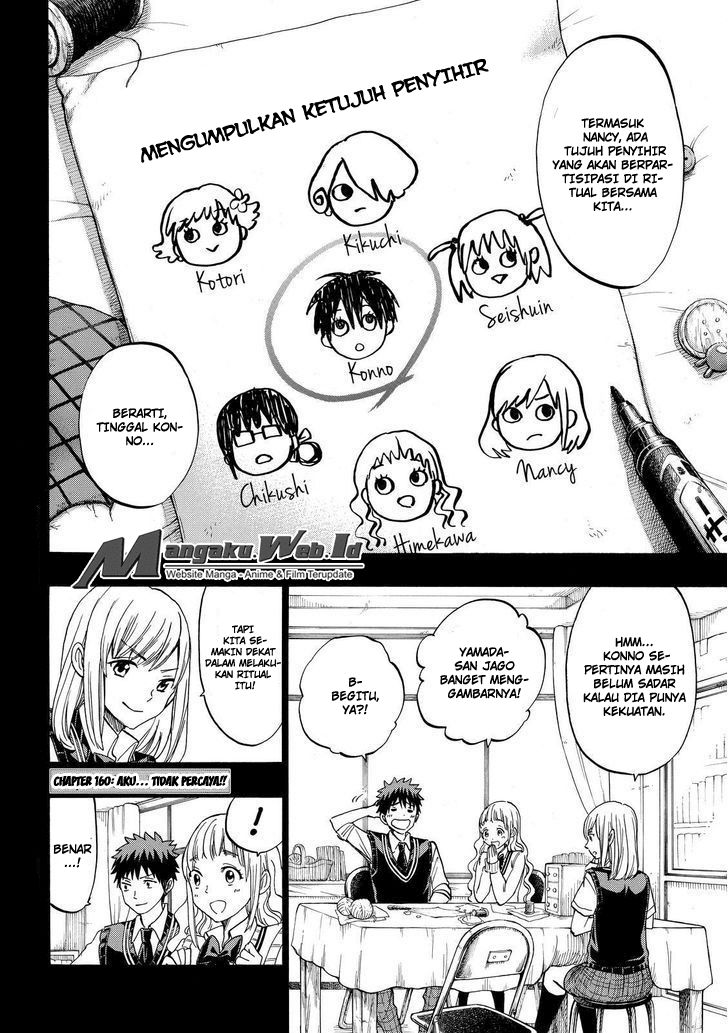 MENGUMPULKAN KETUJUH PENYIHIR
TERMASUK
NANCY, ADA
TUJUH PENYIHIR
YANG AKAN BERPAR-
TISIPASI DI RI-
TUAL BERSAMA
KITA...
Kotori
Kikuchi
Seishuin
Konno
Chikushi
Himekawa
Nancy
BERARTI,
TINGGAL KON-
NO...
Mangaku.Web.Id
Website Manga - Anime & Film Terupdate
HMM...
KONNO SE-
PERTINYA MASIH
BELUM SADAR
KALAU DIA PUNYA
KEKUATAN.
YAMADA-
SAN JAGO
BANGET MENG-
GAMBARNYA!
B-
BEGITU,
YA?!
TAPI
KITA SE-
MAKIN DEKAT
DALAM MELAKU-
KAN RITUAL
ITU!
CHAPTER 160: AKU... TIDAK PERCAYA!!
!
BENAR
...!